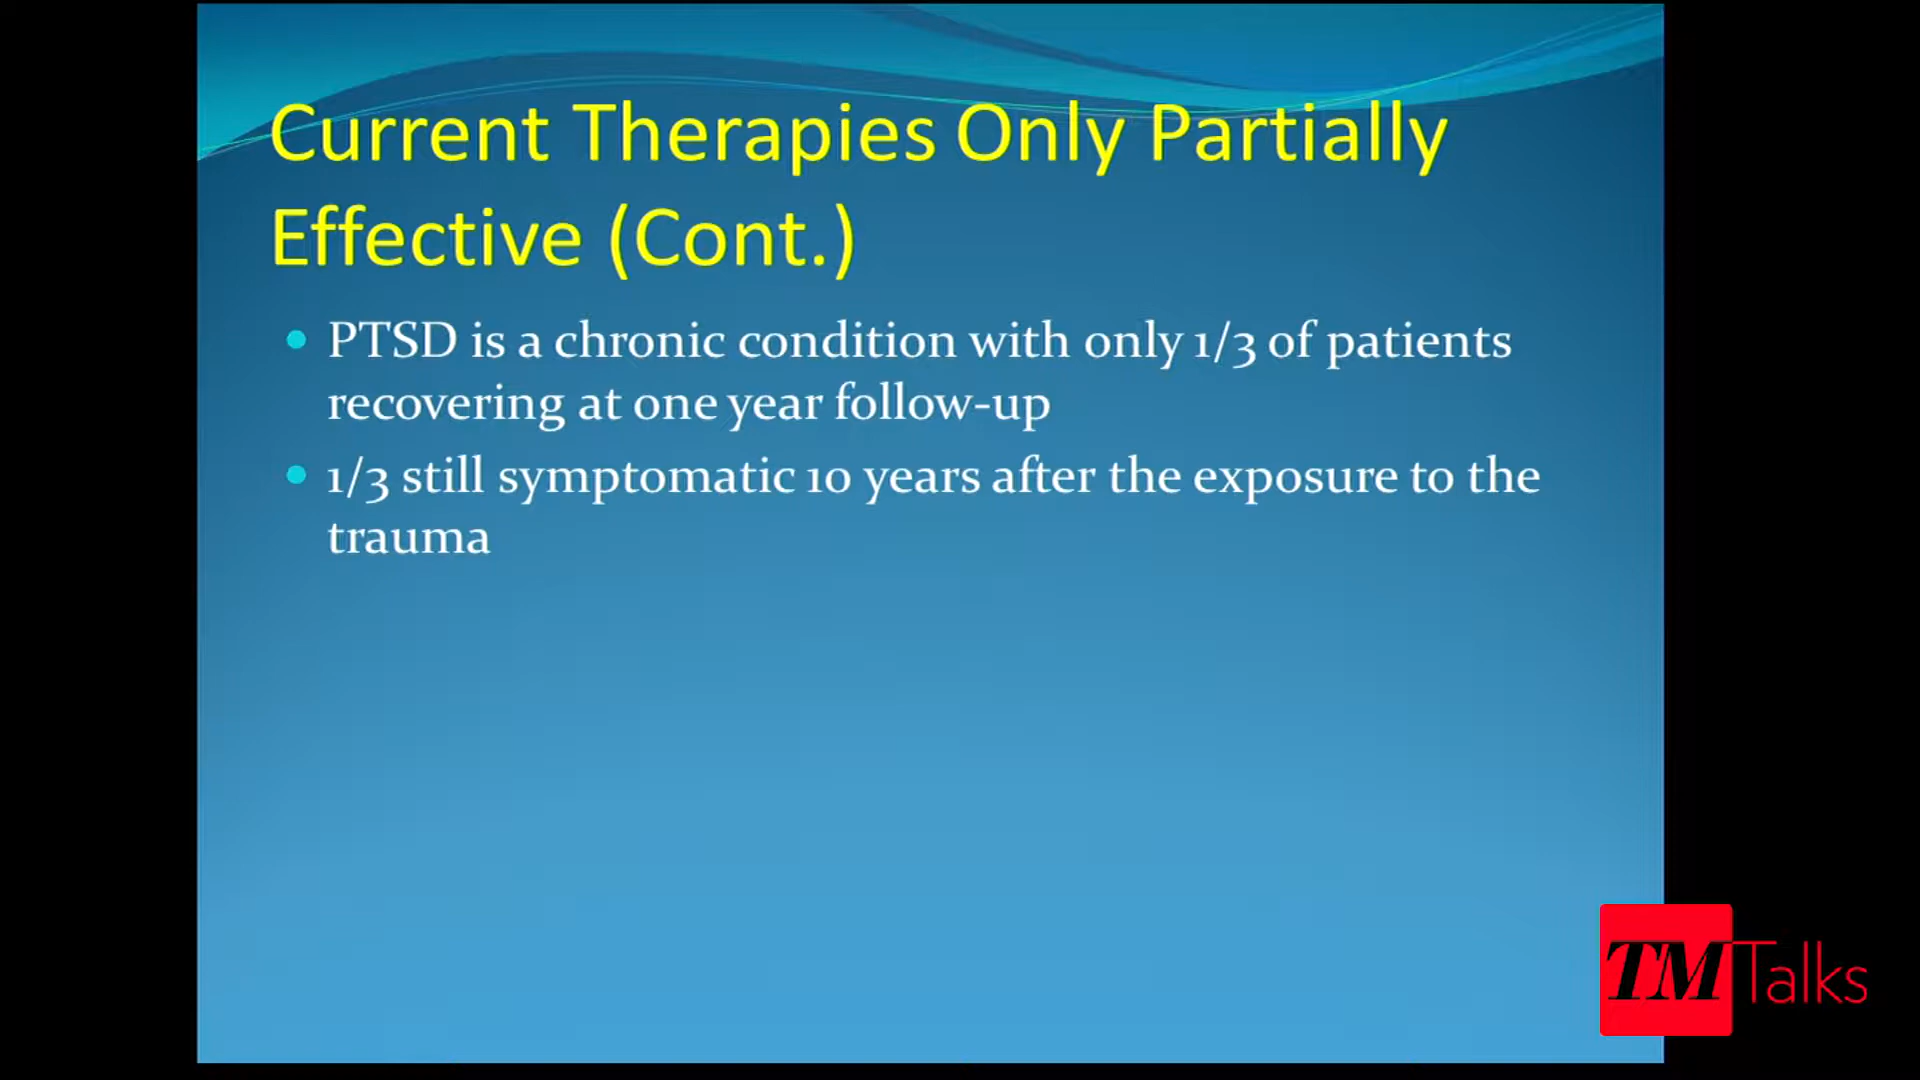 Current Therapies Only Partially
Effective (Cont.)
• PTSD is a chronic condition with only 1/3 of patients
recovering at one year follow-up
• 1/3 still symptomatic 10 years after the exposure to the
trauma
TM Talks